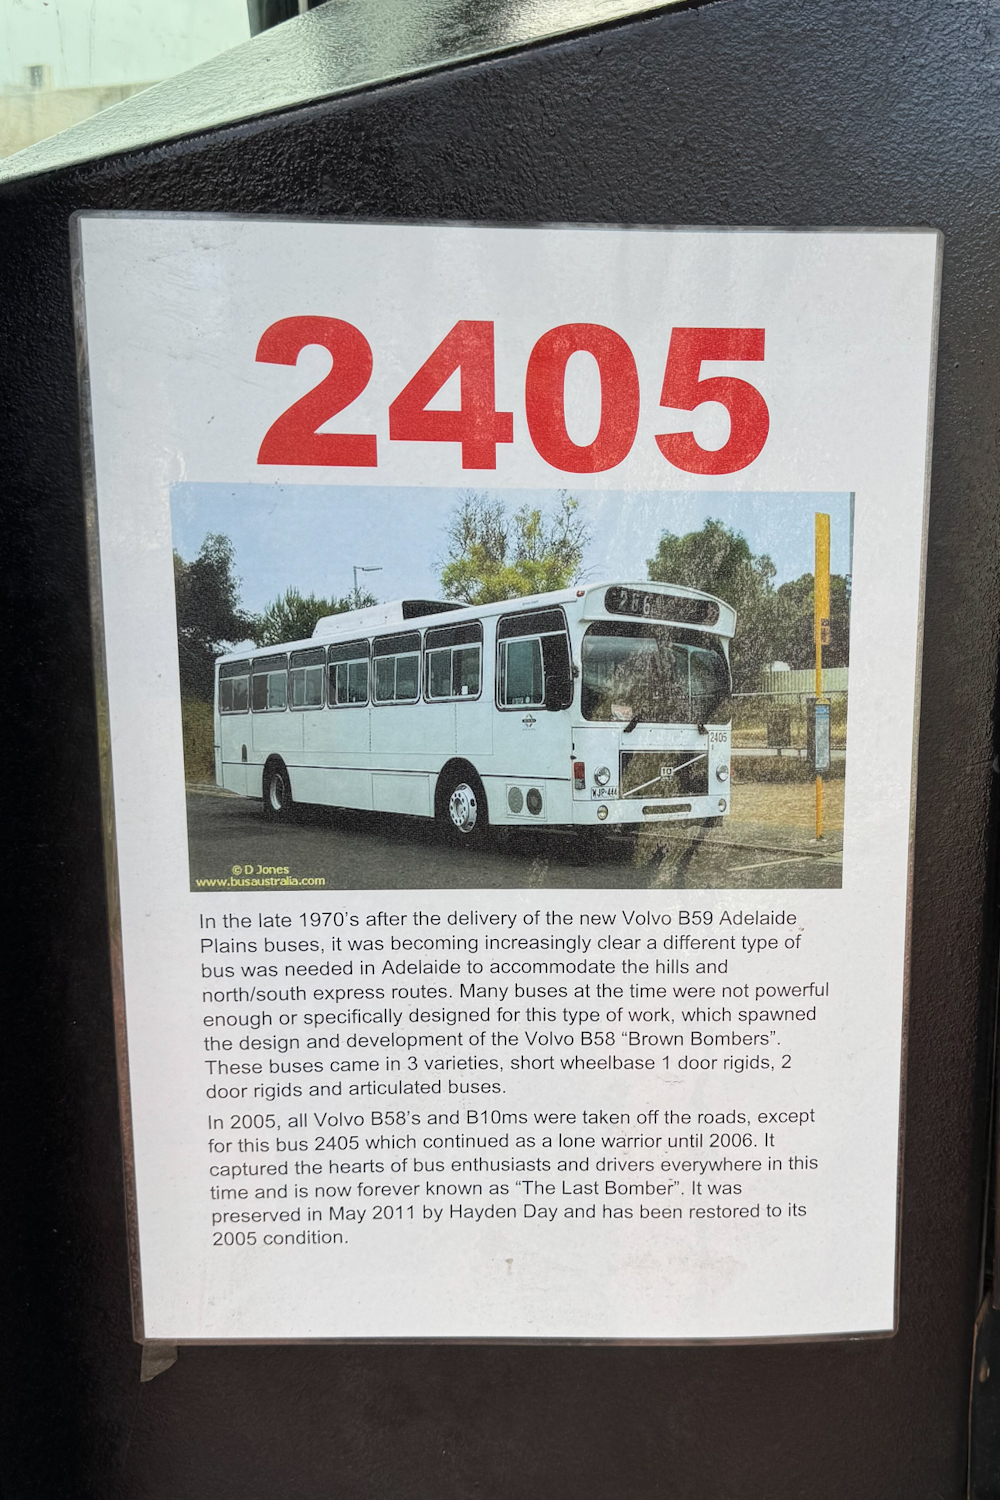 2405
286
2405
WJP-444
© D Jones
www.busaustralia.com
In the late 1970's after the delivery of the new Volvo B59 Adelaide
Plains buses, it was becoming increasingly clear a different type of
bus was needed in Adelaide to accommodate the hills and
north/south express routes. Many buses at the time were not powerful
enough or specifically designed for this type of work, which spawned
the design and development of the Volvo B58 “Brown Bombers”.
These buses came in 3 varieties, short wheelbase 1 door rigids, 2
door rigids and articulated buses.
In 2005, all Volvo B58's and B10ms were taken off the roads, except
for this bus 2405 which continued as a lone warrior until 2006. It
captured the hearts of bus enthusiasts and drivers everywhere in this
time and is now forever known as “The Last Bomber”. It was
preserved in May 2011 by Hayden Day and has been restored to its
2005 condition.